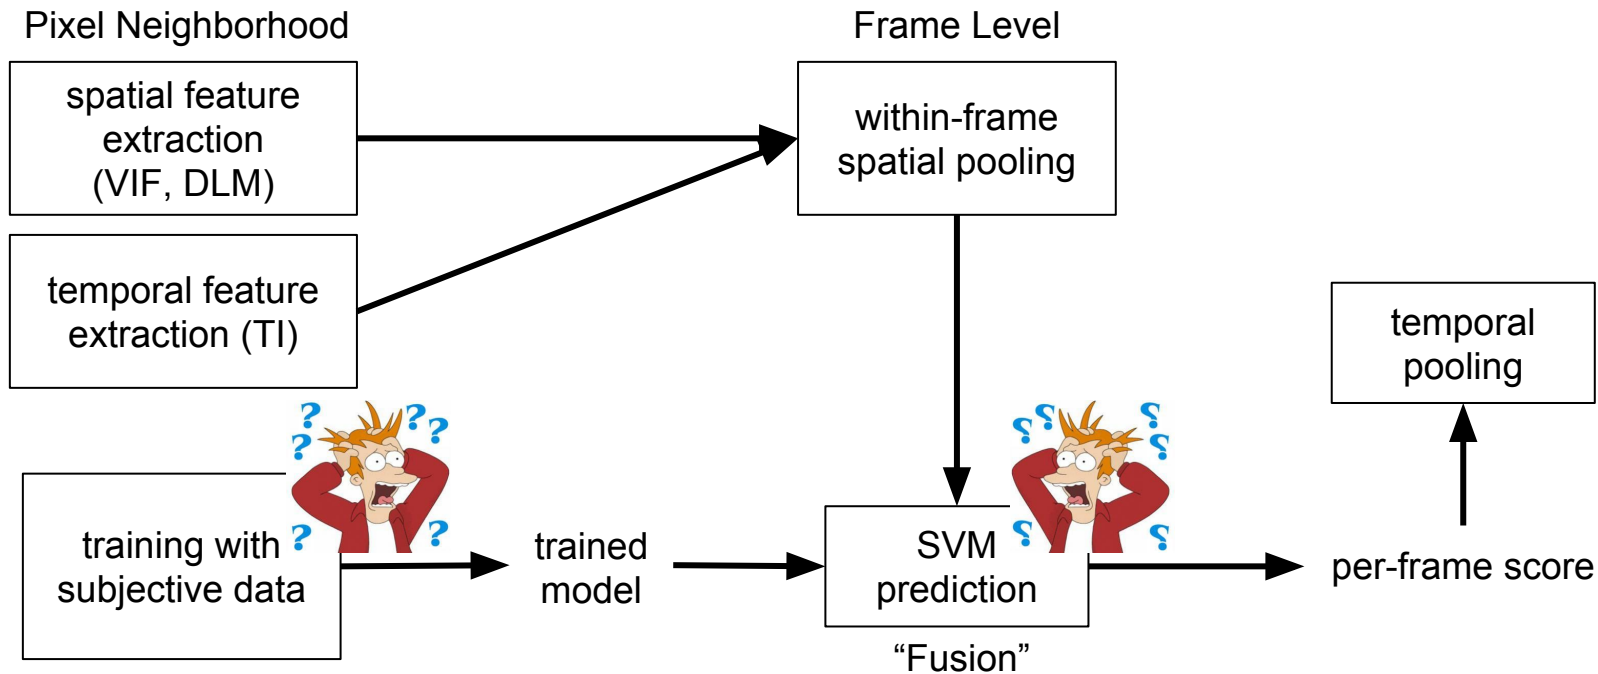 Pixel Neighborhood
Frame Level
spatial feature
extraction
(VIF, DLM)
within-frame
spatial pooling
temporal feature
extraction (TI)
temporal
pooling
? ? ?
? ?
? ? ?
? ?
training with
subjective data
? ?
trained
model
SVM
prediction
? ?
per-frame score
“Fusion”